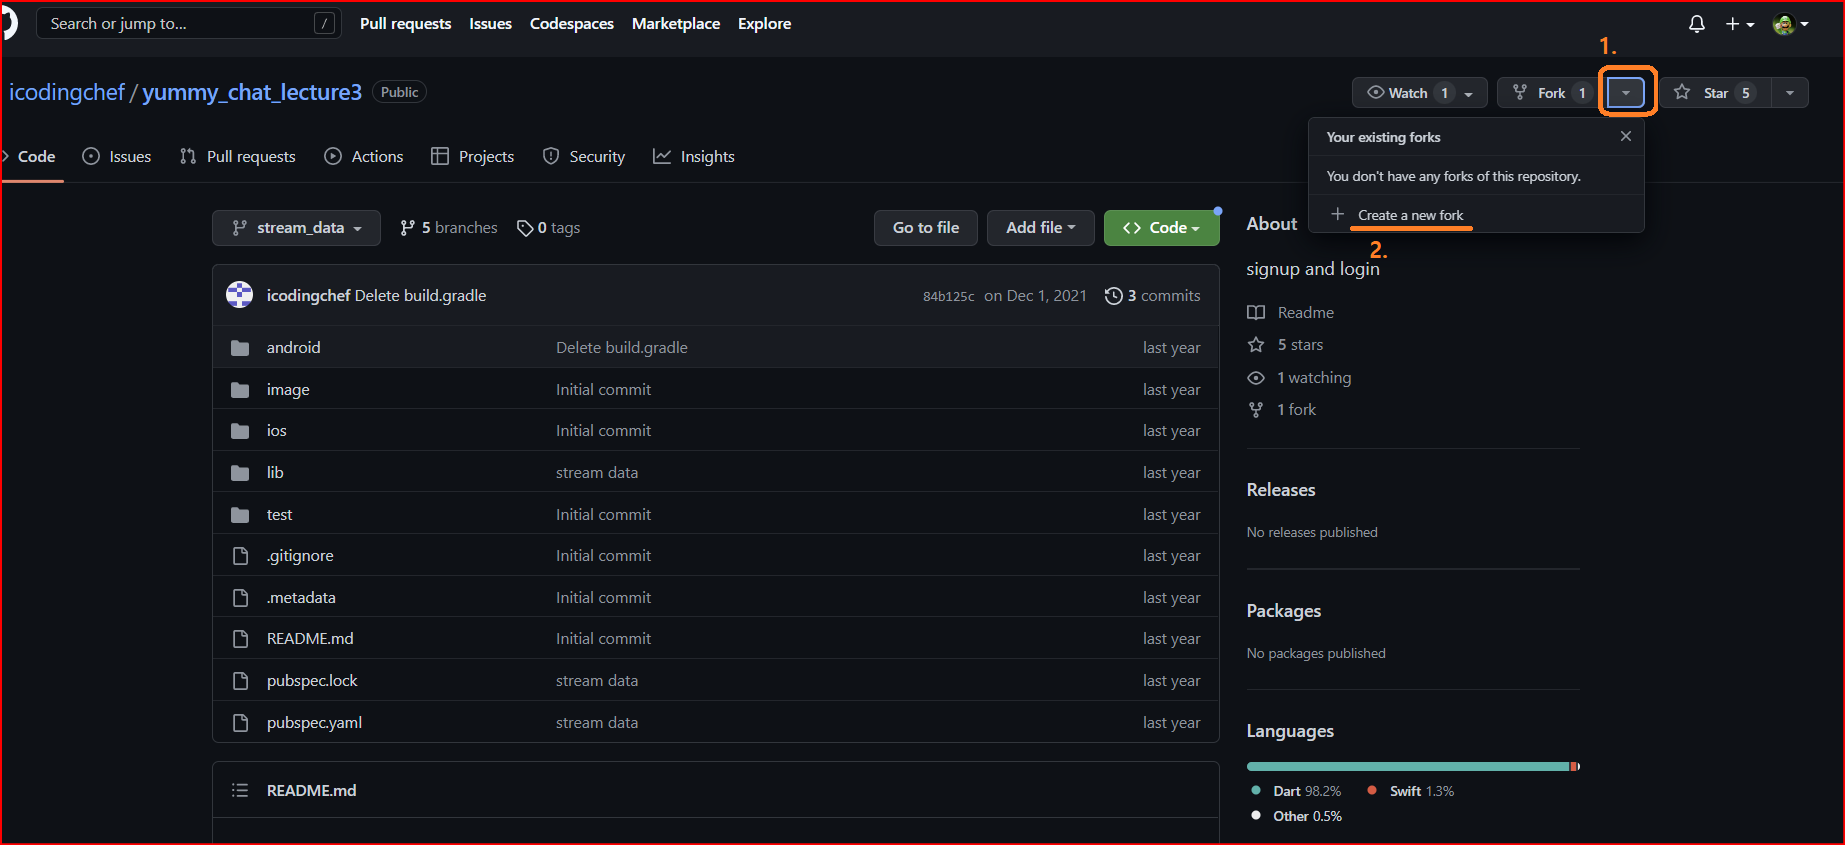 Search or jump to... /
Pull requests Issues Codespaces Marketplace Explore
1.
icodingchef / yummy_chat_lecture3 Public
Watch 1 Fork 1 Star 5
Code Issues Pull requests Actions Projects Security Insights
Your existing forks
You don't have any forks of this repository.
Create a new fork
2.
stream_data 5 branches 0 tags Go to file Add file Code
icodingchef Delete build.gradle 84b125c on Dec 1, 2021 3 commits
android Delete build.gradle last year
image Initial commit last year
ios Initial commit last year
lib stream data last year
test Initial commit last year
.gitignore Initial commit last year
.metadata Initial commit last year
README.md Initial commit last year
pubspec.lock stream data last year
pubspec.yaml stream data last year
README.md
About
signup and login
Readme
5 stars
1 watching
1 fork
Releases
No releases published
Packages
No packages published
Languages
Dart 98.2% Swift 1.3%
Other 0.5%